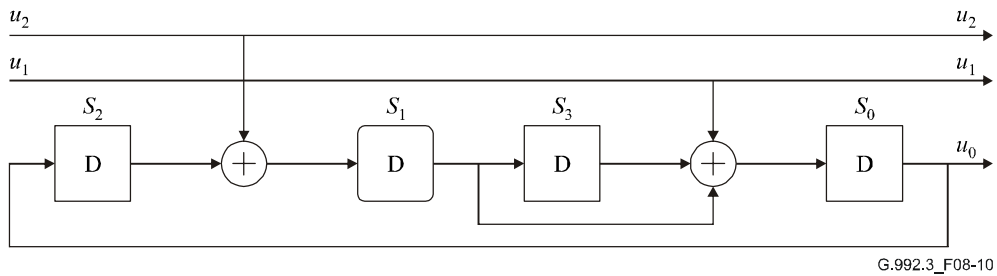 u2 u2
u1 u1
S2 S1 S3 S0
D + D D + D u0
G.992.3_F08-10